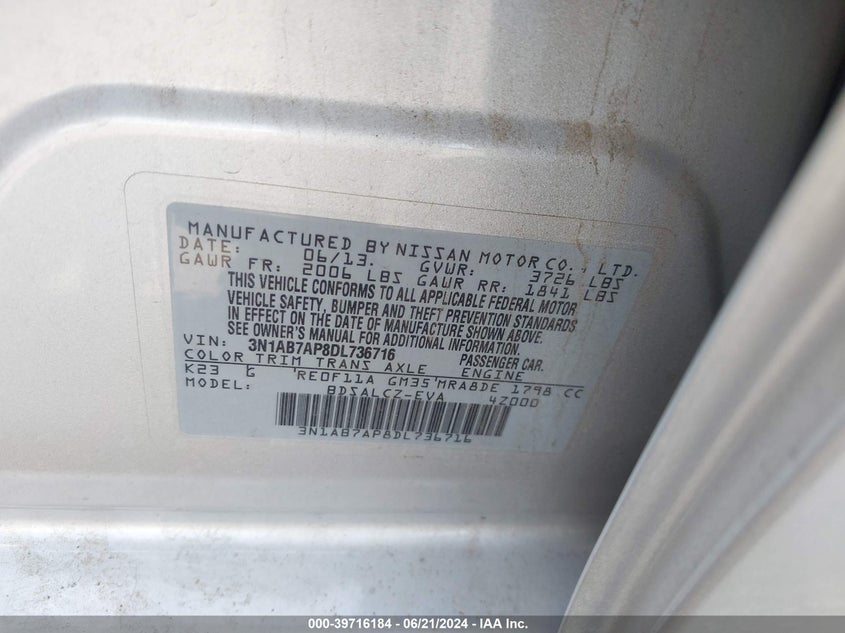 MANUFACTURED BY NISSAN MOTOR CO., LTD.
DATE: 06/13. GVWR: 3726 LBS
GAWR FR: 2006 LBS GAWR RR: 1841 LBS
THIS VEHICLE CONFORMS TO ALL APPLICABLE FEDERAL MOTOR
VEHICLE SAFETY, BUMPER AND THEFT PREVENTION STANDARDS
IN EFFECT ON THE DATE OF MANUFACTURE SHOWN ABOVE.
SEE OWNER'S MANUAL FOR ADDITIONAL INFORMATION.
VIN: 3N1AB7AP8DL736716 PASSENGER CAR.
COLOR TRIM TRANS AXLE ENGINE
K23 G RE0F11A GM35 MRA8DE 1798 CC
MODEL: BDSALCZ-EVA 42000
3N1AB7AP8DL736716
000-39716184 - 06/21/2024 - IAA Inc.